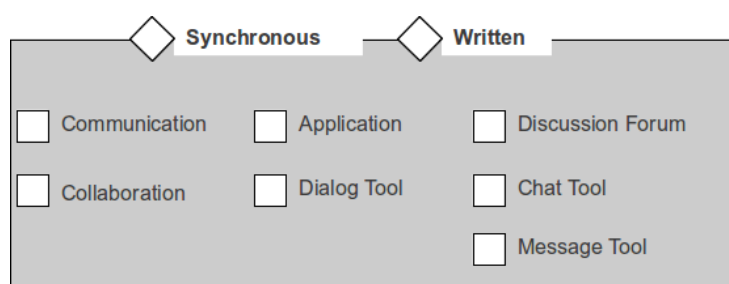 Synchronous Written
Communication Application Discussion Forum
Collaboration Dialog Tool Chat Tool
Message Tool